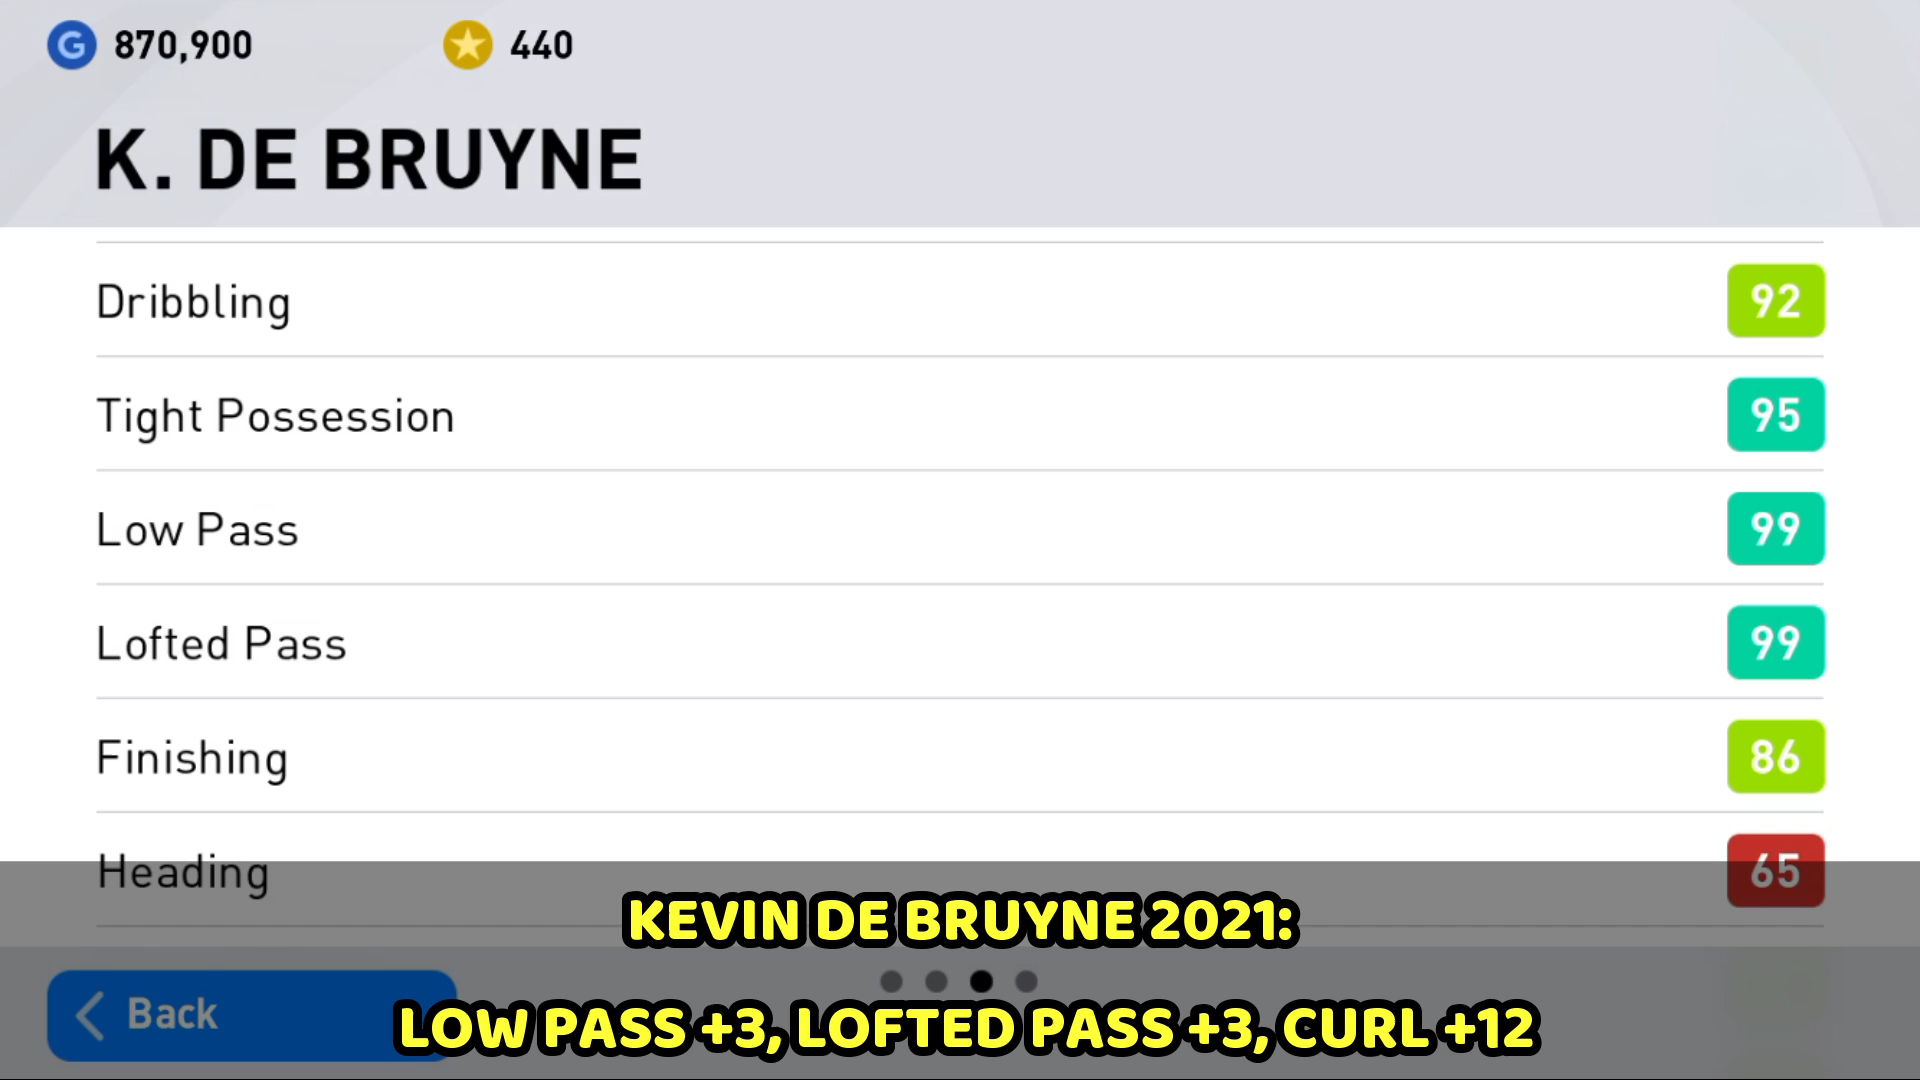 G 870,900 440
K. DE BRUYNE
Dribbling 92
Tight Possession 95
Low Pass 99
Lofted Pass 99
Finishing 86
Heading 65
KEVIN DE BRUYNE 2021:
Back
LOW PASS +3, LOFTED PASS +3, CURL +12